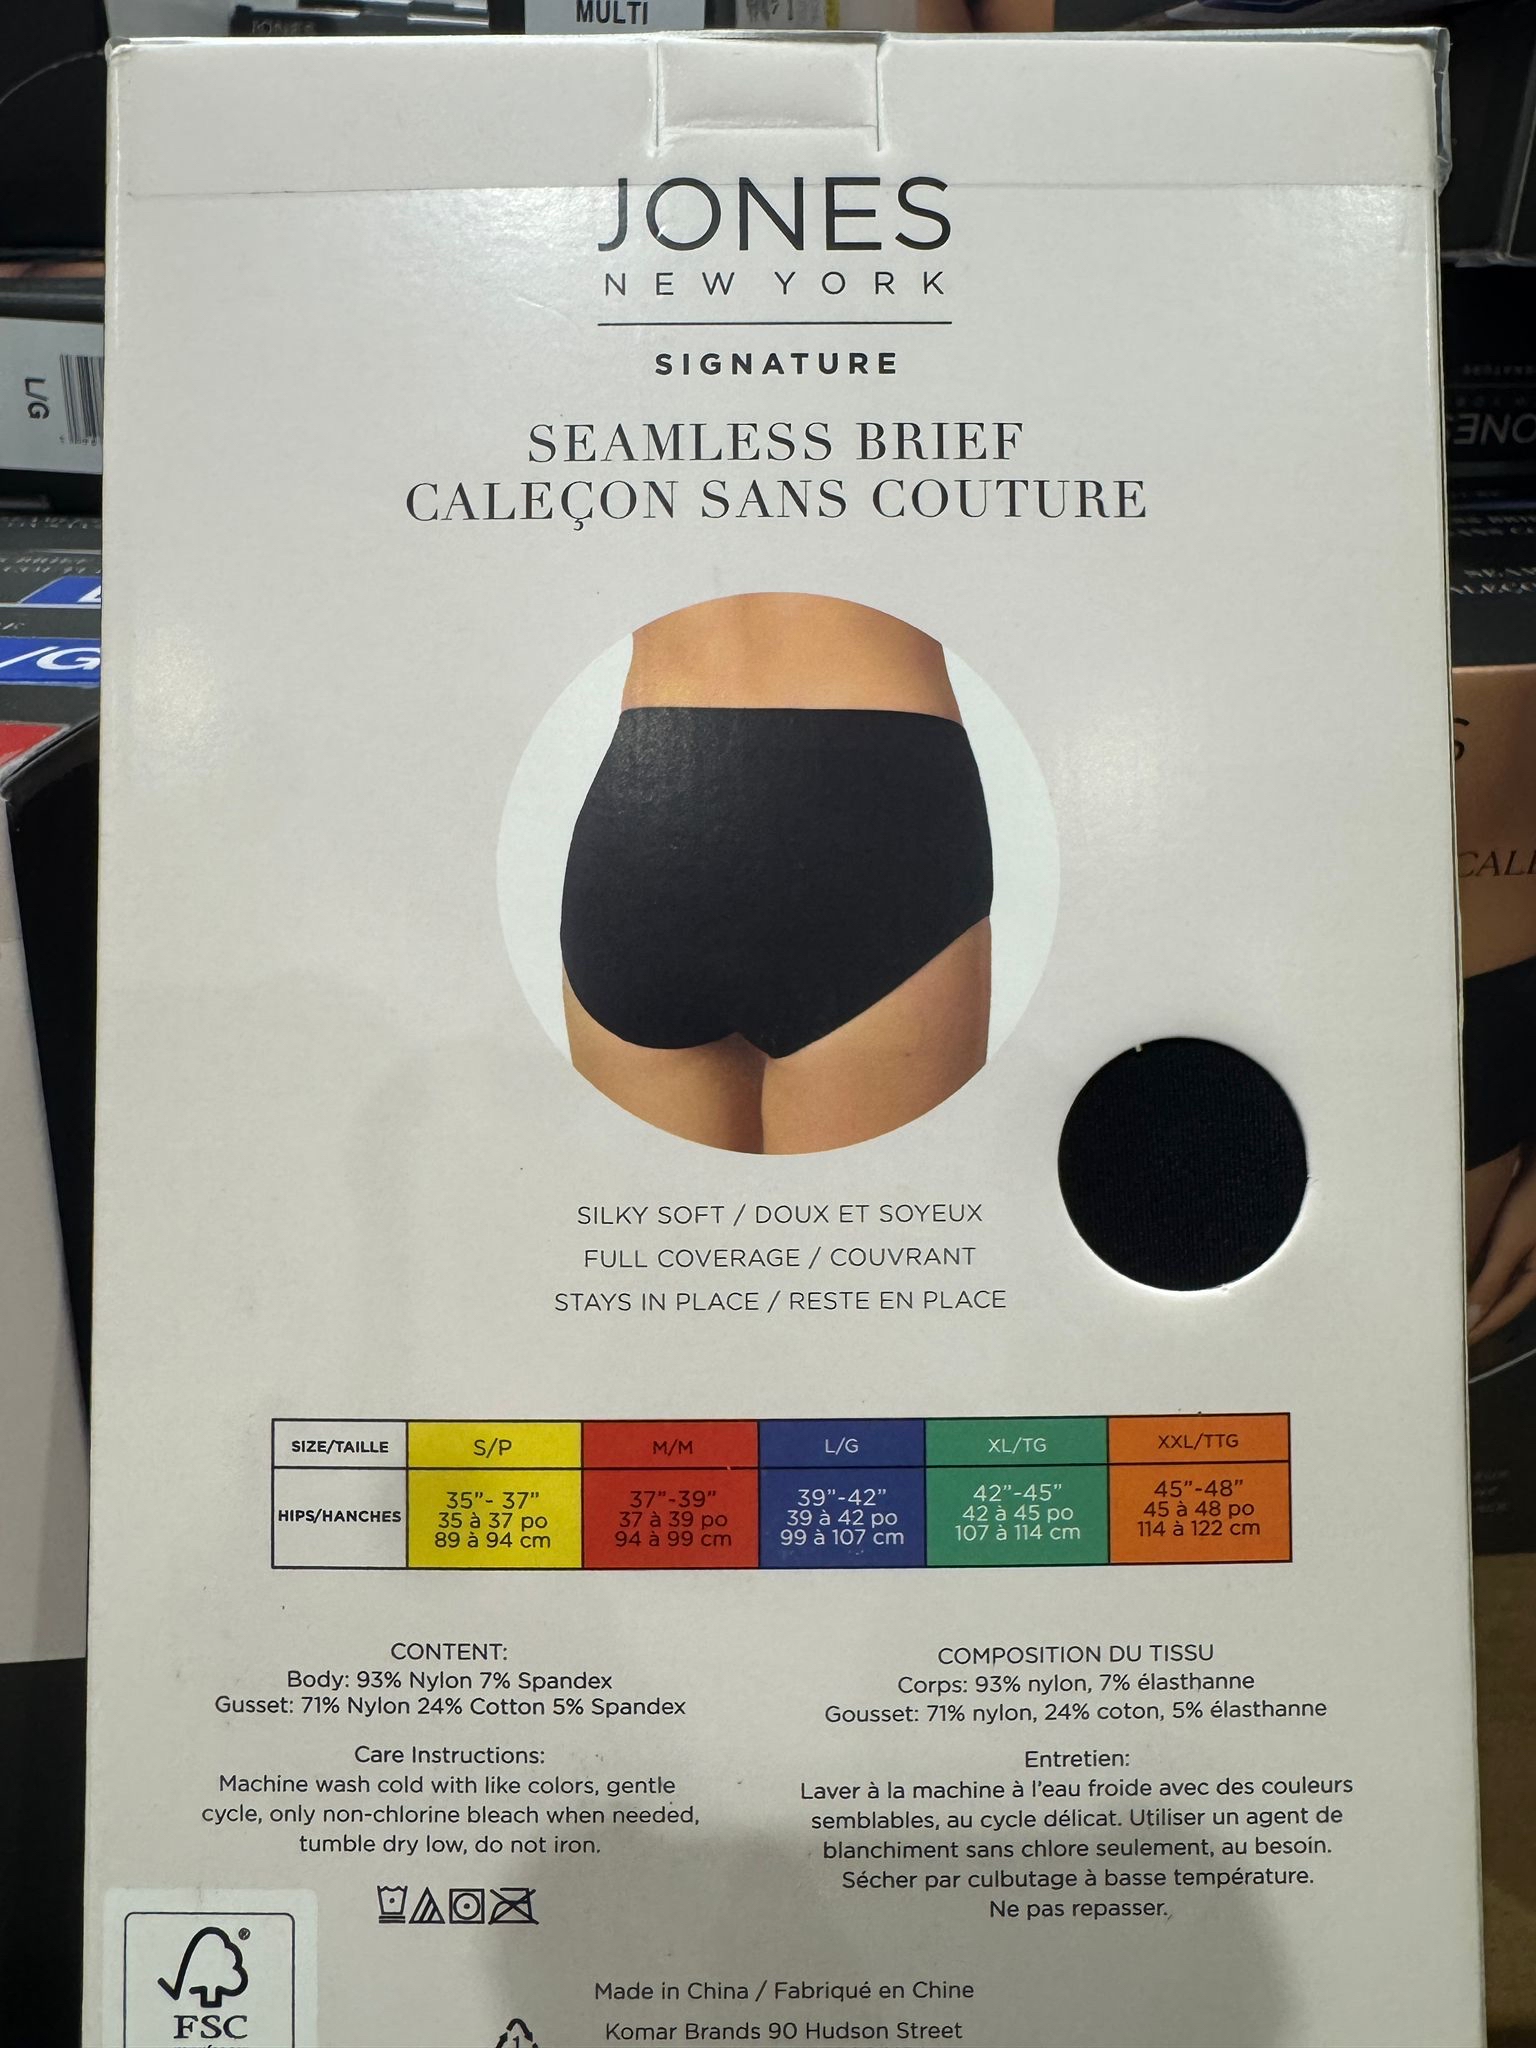 MULTI
JONES
NEW YORK
SIGNATURE
SEAMLESS BRIEF
CALEÇON SANS COUTURE
L/G
/G
SILKY SOFT / DOUX ET SOYEUX
FULL COVERAGE / COUVRANT
STAYS IN PLACE / RESTE EN PLACE
SIZE/TAILLE S/P M/M L/G XL/TG XXL/TTG
HIPS/HANCHES
35”- 37”
35 à 37 po
89 à 94 cm
37”-39”
37 à 39 po
94 à 99 cm
39”-42”
39 à 42 po
99 à 107 cm
42”-45”
42 à 45 po
107 à 114 cm
45”-48”
45 à 48 po
114 à 122 cm
CONTENT:
Body: 93% Nylon 7% Spandex
Gusset: 71% Nylon 24% Cotton 5% Spandex
Care Instructions:
Machine wash cold with like colors, gentle
cycle, only non-chlorine bleach when needed,
tumble dry low, do not iron.
COMPOSITION DU TISSU
Corps: 93% nylon, 7% élasthanne
Gousset: 71% nylon, 24% coton, 5% élasthanne
Entretien:
Laver à la machine à l’eau froide avec des couleurs
semblables, au cycle délicat. Utiliser un agent de
blanchiment sans chlore seulement, au besoin.
Sécher par culbutage à basse température.
Ne pas repasser.
FSC
®
Made in China / Fabriqué en Chine
Komar Brands 90 Hudson Street
1